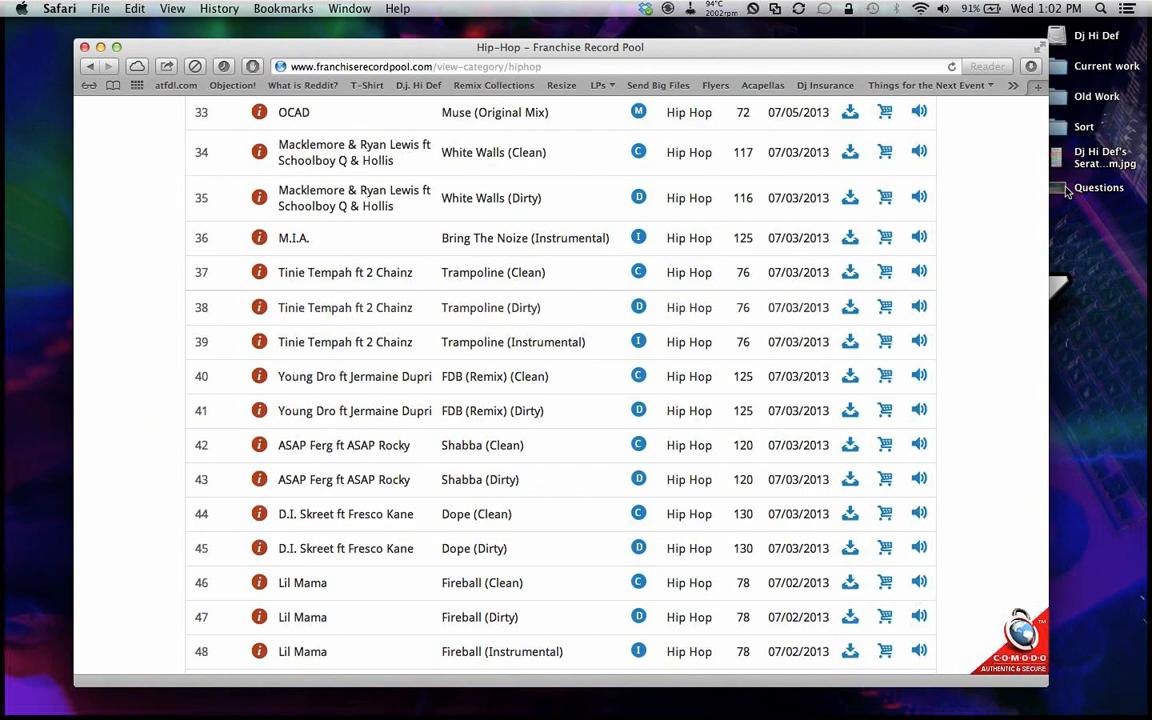 Safari File Edit View History Bookmarks Window Help 94°C 2002rpm 91% Wed 1:02 PM
Hip-Hop – Franchise Record Pool
www.franchiserecordpool.com/view-category/hiphop Reader
atfdl.com Objection! What is Reddit? T-Shirt D.j. Hi Def Remix Collections Resize LPs Send Big Files Flyers Acapellas Dj Insurance Things for the Next Event
33 i OCAD Muse (Original Mix) M Hip Hop 72 07/05/2013
34 i Macklemore & Ryan Lewis ft
Schoolboy Q & Hollis White Walls (Clean) C Hip Hop 117 07/03/2013
35 i Macklemore & Ryan Lewis ft
Schoolboy Q & Hollis White Walls (Dirty) D Hip Hop 116 07/03/2013
36 i M.I.A. Bring The Noize (Instrumental) I Hip Hop 125 07/03/2013
37 i Tinie Tempah ft 2 Chainz Trampoline (Clean) C Hip Hop 76 07/03/2013
38 i Tinie Tempah ft 2 Chainz Trampoline (Dirty) D Hip Hop 76 07/03/2013
39 i Tinie Tempah ft 2 Chainz Trampoline (Instrumental) I Hip Hop 76 07/03/2013
40 i Young Dro ft Jermaine Dupri FDB (Remix) (Clean) C Hip Hop 125 07/03/2013
41 i Young Dro ft Jermaine Dupri FDB (Remix) (Dirty) D Hip Hop 125 07/03/2013
42 i ASAP Ferg ft ASAP Rocky Shabba (Clean) C Hip Hop 120 07/03/2013
43 i ASAP Ferg ft ASAP Rocky Shabba (Dirty) D Hip Hop 120 07/03/2013
44 i D.I. Skreet ft Fresco Kane Dope (Clean) C Hip Hop 130 07/03/2013
45 i D.I. Skreet ft Fresco Kane Dope (Dirty) D Hip Hop 130 07/03/2013
46 i Lil Mama Fireball (Clean) C Hip Hop 78 07/02/2013
47 i Lil Mama Fireball (Dirty) D Hip Hop 78 07/02/2013
48 i Lil Mama Fireball (Instrumental) I Hip Hop 78 07/02/2013
TM
C·O·M·O·D·O
AUTHENTIC & SECURE
Dj Hi Def
Current work
Old Work
Sort
Dj Hi Def's
Serat...m.jpg
Questions